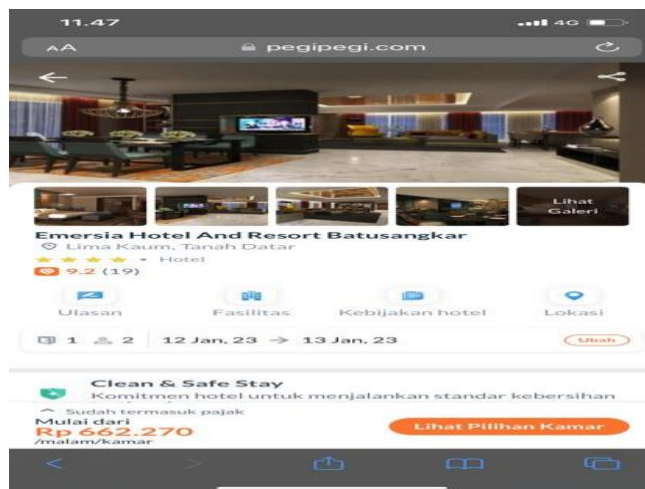 11.47
4G
AA pegipegi.com
Lihat
Galeri
Emersia Hotel And Resort Batusangkar
Lima Kaum, Tanah Datar
Hotel
9.2 (19)
Ulasan Fasilitas Kebijakan hotel Lokasi
1 2 12 Jan, 23 → 13 Jan, 23 Ubah
Clean & Safe Stay
Komitmen hotel untuk menjalankan standar kebersihan
Sudah termasuk pajak
Mulai dari
Rp 662.270
/malam/kamar
Lihat Pilihan Kamar